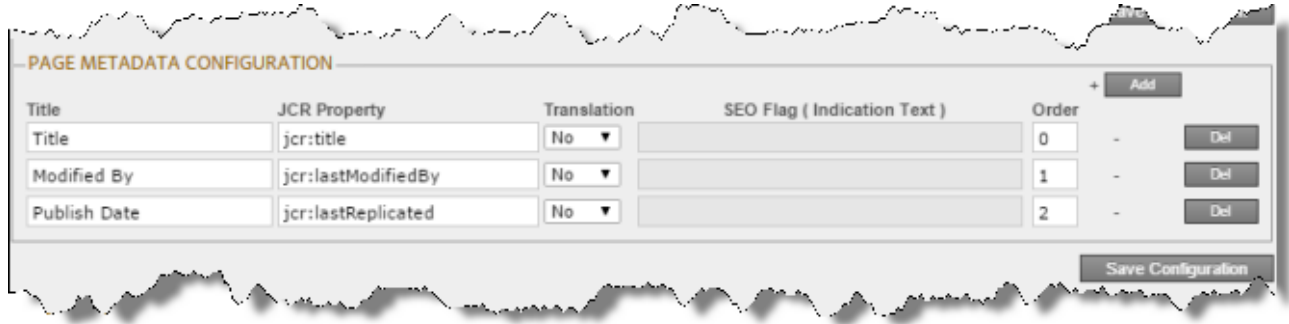 PAGE METADATA CONFIGURATION
+ Add
Title JCR Property Translation SEO Flag ( Indication Text ) Order
Title jcr:title No ▼ 0 - Del
Modified By jcr:lastModifiedBy No ▼ 1 - Del
Publish Date jcr:lastReplicated No ▼ 2 - Del
Save Configuration